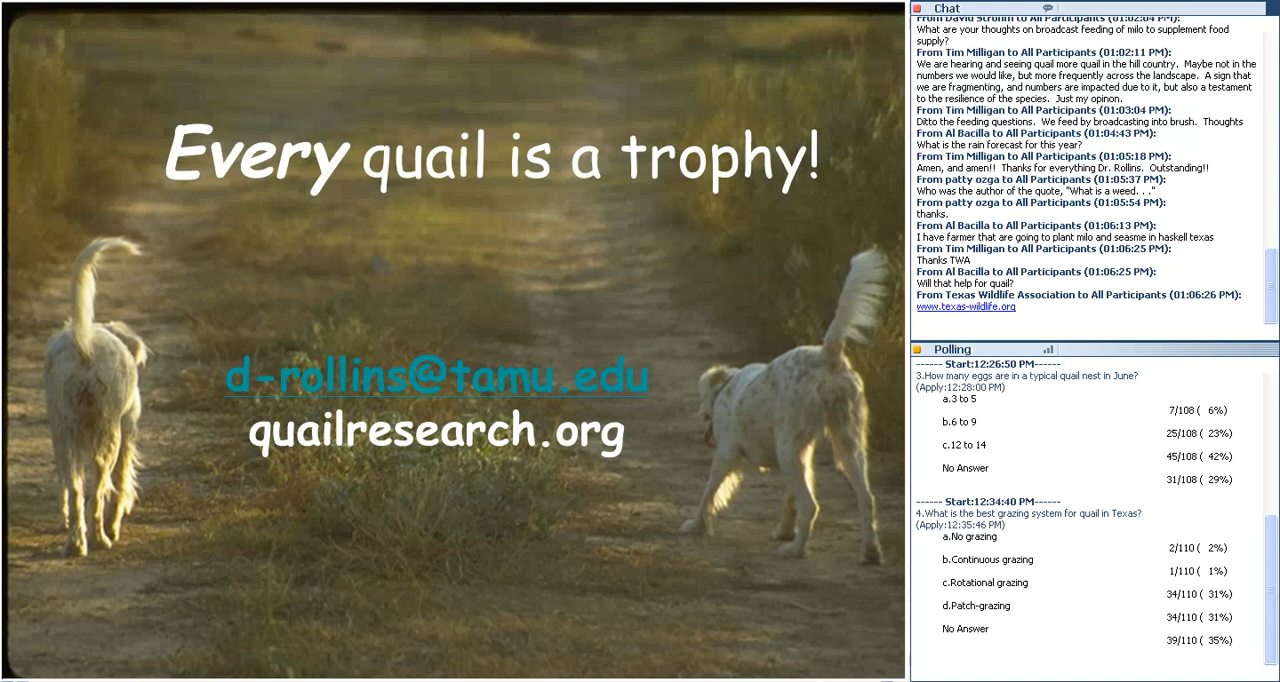 Every quail is a trophy!
d-rollins@tamu.edu
quailresearch.org
Chat
From David Strohm to All Participants (01:02:04 PM):
What are your thoughts on broadcast feeding of milo to supplement food
supply?
From Tim Milligan to All Participants (01:02:11 PM):
We are hearing and seeing quail more quail in the hill country.  Maybe not in the
numbers we would like, but more frequently across the landscape.  A sign that
we are fragmenting, and numbers are impacted due to it, but also a testament
to the resilience of the species.  Just my opinon.
From Tim Milligan to All Participants (01:03:04 PM):
Ditto the feeding questions.  We feed by broadcasting into brush.  Thoughts
From Al Bacilla to All Participants (01:04:43 PM):
What is the rain forecast for this year?
From Tim Milligan to All Participants (01:05:18 PM):
Amen, and amen!!  Thanks for everything Dr. Rollins.  Outstanding!!
From patty ozga to All Participants (01:05:37 PM):
Who was the author of the quote, "What is a weed. . ."
From patty ozga to All Participants (01:05:54 PM):
thanks.
From Al Bacilla to All Participants (01:06:13 PM):
I have farmer that are going to plant milo and seasme in haskell texas
From Tim Milligan to All Participants (01:06:25 PM):
Thanks TWA
From Al Bacilla to All Participants (01:06:25 PM):
Will that help for quail?
From Texas Wildlife Association to All Participants (01:06:26 PM):
www.texas-wildlife.org
Polling
------ Start:12:26:50 PM------
3.How many eggs are in a typical quail nest in June?
(Apply:12:28:00 PM)
a.3 to 5
7/108 (  6%)
b.6 to 9
25/108 ( 23%)
c.12 to 14
45/108 ( 42%)
No Answer
31/108 ( 29%)
------ Start:12:34:40 PM------
4.What is the best grazing system for quail in Texas?
(Apply:12:35:46 PM)
a.No grazing
2/110 (  2%)
b.Continuous grazing
1/110 (  1%)
c.Rotational grazing
34/110 ( 31%)
d.Patch-grazing
34/110 ( 31%)
No Answer
39/110 ( 35%)